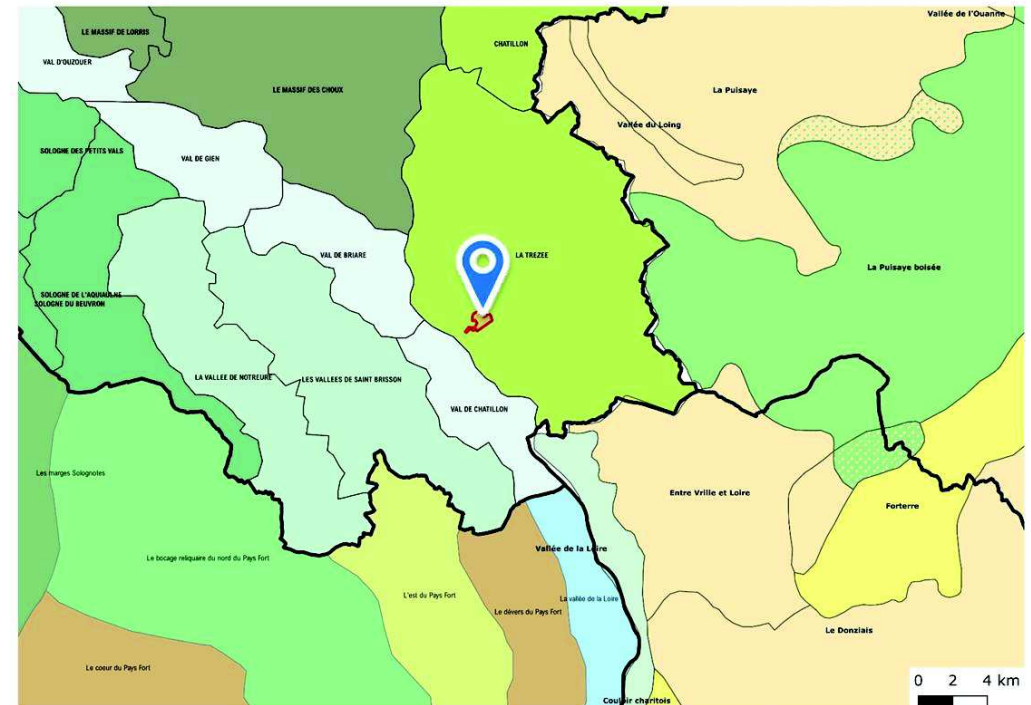 Vallée de l'Ouanne
LE MASSIF DE LORRIS
CHATILLON
VAL D'OUZOUER
LE MASSIF DES CHOUX
La Puisaye
Vallée du Loing
SOLOGNE DES PETITS VALS
VAL DE GIEN
VAL DE BRIARE
LA TREZEE
La Puisaye boisée
SOLOGNE DE L'AQUIAULNE
SOLOGNE DU BEUVRON
LA VALLEE DE NOTREURE
LES VALLEES DE SAINT BRISSON
VAL DE CHATILLON
Les marges Solognotes
Entre Vrille et Loire
Forterre
Le bocage reliquaire du nord du Pays Fort
Vallée de la Loire
L'est du Pays Fort
Le dévers du Pays Fort
La vallée de la Loire
Le Donziais
Le coeur du Pays Fort
Couloir charitois
0 2 4 km